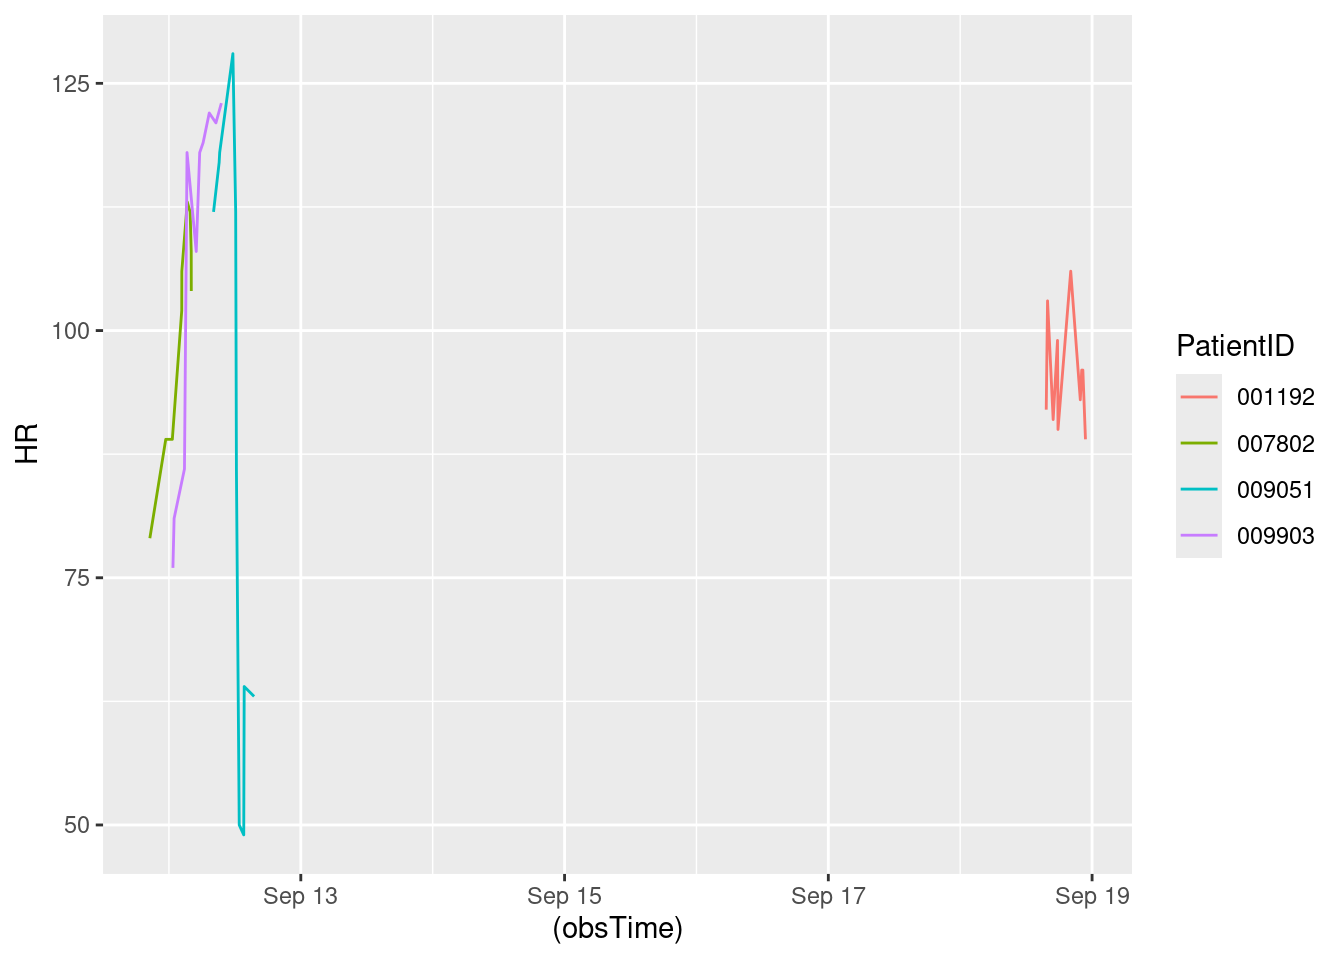 125
100
75
50
HR
Sep 13
Sep 15
Sep 17
Sep 19
(obsTime)
PatientID
001192
007802
009051
009903